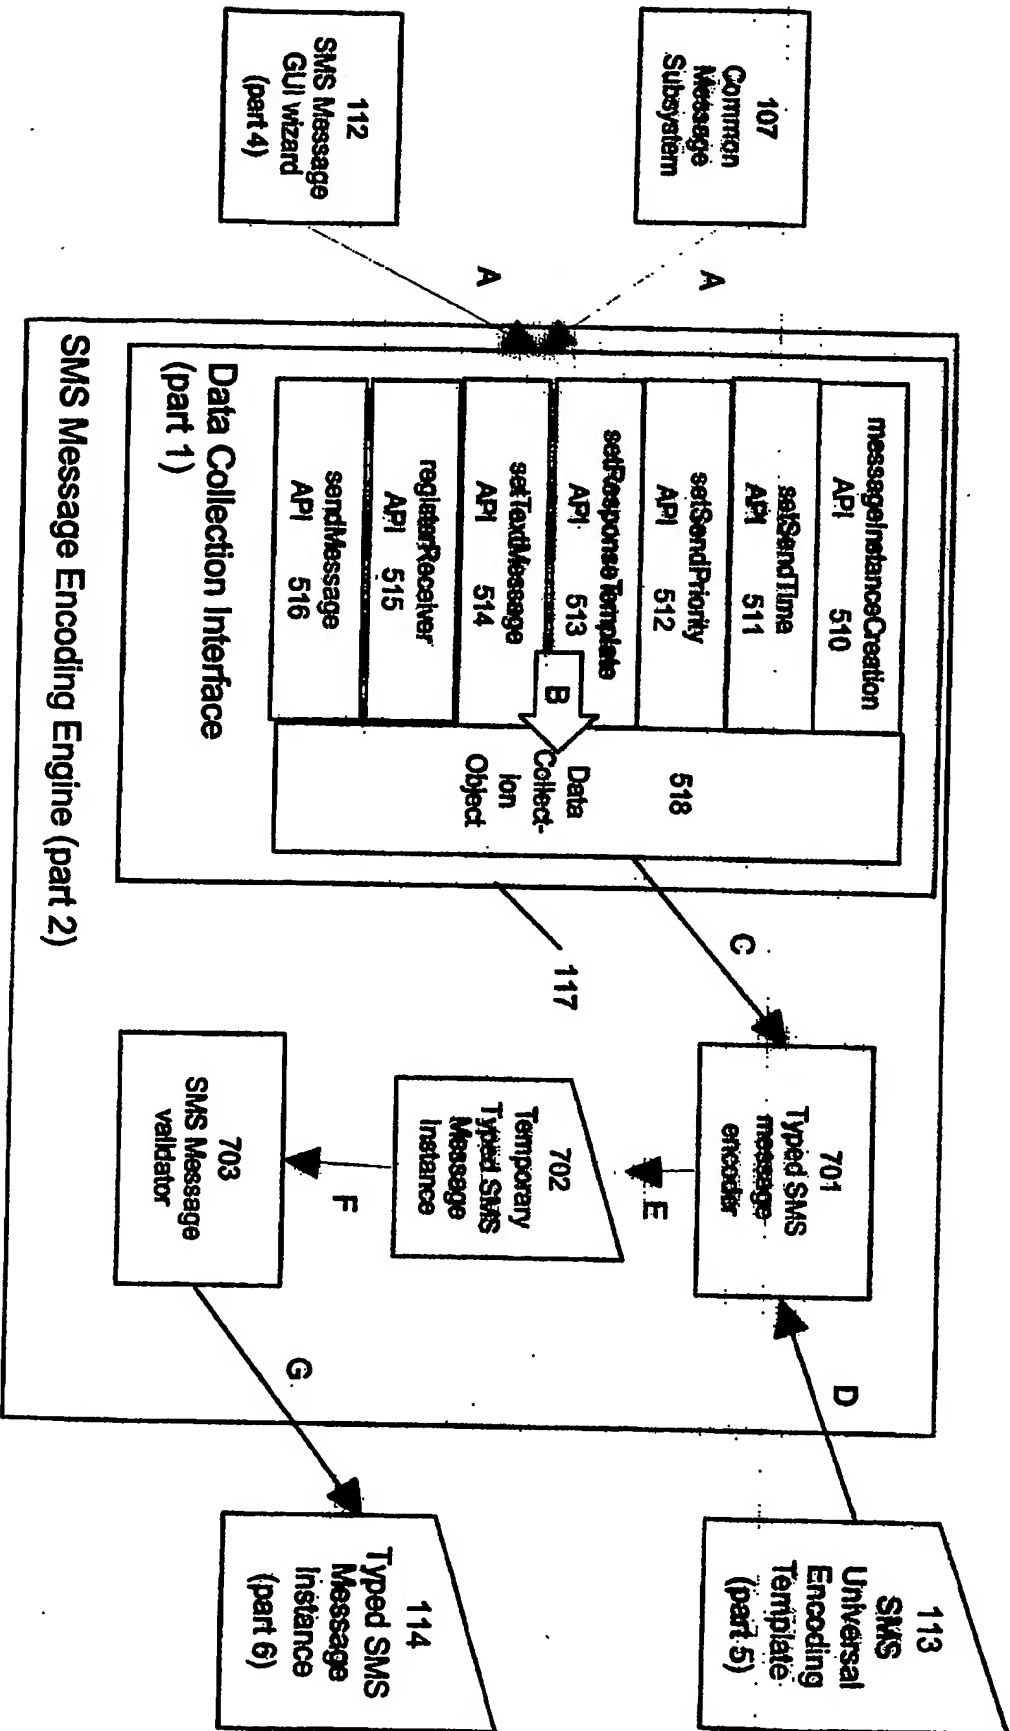 107
Common
Message
Subsystem
112
SMS Message
GUI wizard
(part 4)
A
A
messageInstanceCreation
API 510
setSendTime
API 511
setSendPriority
API 512
setResponseTemplate
API 513
setTextMessage
API 514
registerReceiver
API 515
sendMessage
API 516
B
518
Data
Collect-
ion
Object
Data Collection Interface
(part 1)
117
SMS Message Encoding Engine (part 2)
C
701
Typed SMS
message
encoder
D
E
702
Temporary
Typed SMS
Message
Instance
F
703
SMS Message
validator
G
113
SMS
Universal
Encoding
Template
(part 5)
114
Typed SMS
Message
Instance
(part 6)